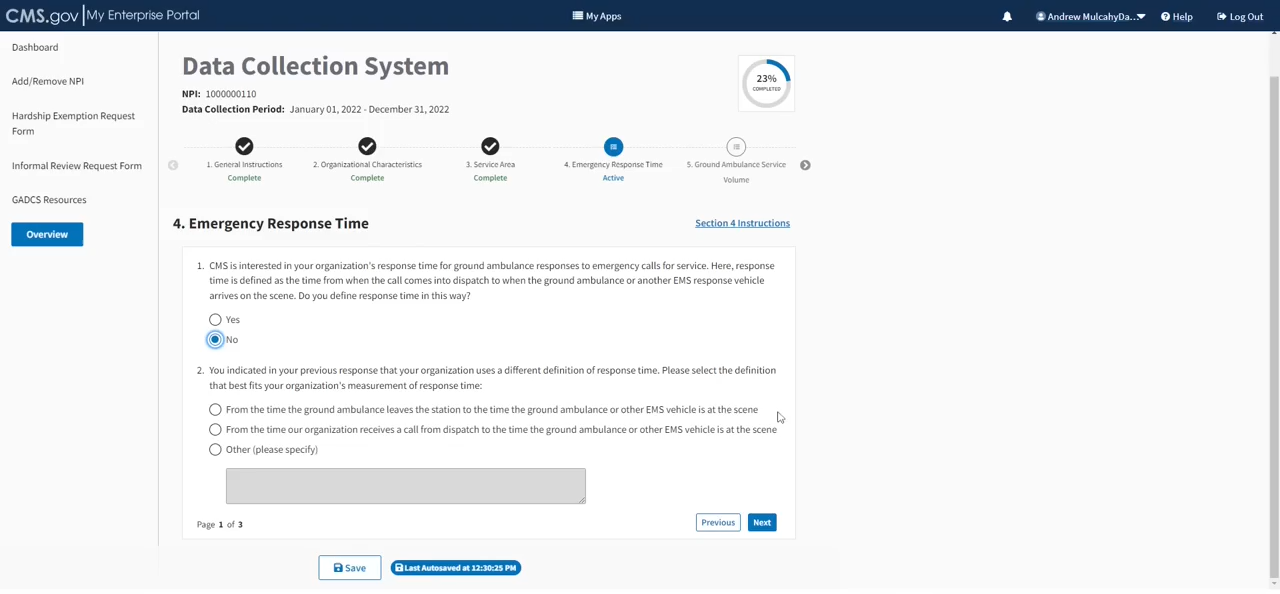 CMS.gov My Enterprise Portal
My Apps
Andrew MulcahyDa...
Help
Log Out
Dashboard
Add/Remove NPI
Hardship Exemption Request
Form
Informal Review Request Form
GADCS Resources
Overview
Data Collection System
NPI: 1000000110
Data Collection Period: January 01, 2022 - December 31, 2022
23%
COMPLETED
1. General Instructions
Complete
2. Organizational Characteristics
Complete
3. Service Area
Complete
4. Emergency Response Time
Active
5. Ground Ambulance Service
Volume
4. Emergency Response Time
Section 4 Instructions
1. CMS is interested in your organization's response time for ground ambulance responses to emergency calls for service. Here, response
time is defined as the time from when the call comes into dispatch to when the ground ambulance or another EMS response vehicle
arrives on the scene. Do you define response time in this way?
Yes
No
2. You indicated in your previous response that your organization uses a different definition of response time. Please select the definition
that best fits your organization's measurement of response time:
From the time the ground ambulance leaves the station to the time the ground ambulance or other EMS vehicle is at the scene
From the time our organization receives a call from dispatch to the time the ground ambulance or other EMS vehicle is at the scene
Other (please specify)
Page 1 of 3
Previous
Next
Save
Last Autosaved at 12:30:25 PM